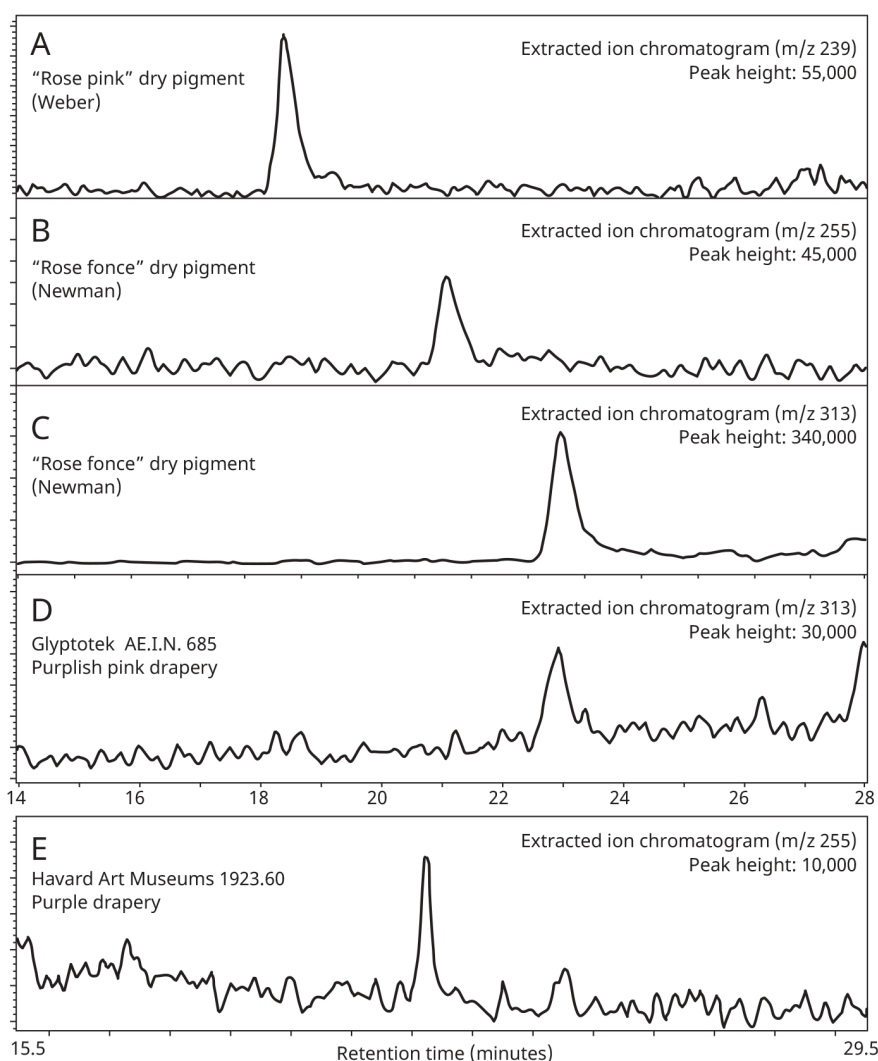 A
“Rose pink” dry pigment
(Weber)
Extracted ion chromatogram (m/z 239)
Peak height: 55,000
B
“Rose fonce” dry pigment
(Newman)
Extracted ion chromatogram (m/z 255)
Peak height: 45,000
C
“Rose fonce” dry pigment
(Newman)
Extracted ion chromatogram (m/z 313)
Peak height: 340,000
D
Glyptotek AE.I.N. 685
Purplish pink drapery
Extracted ion chromatogram (m/z 313)
Peak height: 30,000
14 16 18 20 22 24 26 28
E
Havard Art Museums 1923.60
Purple drapery
Extracted ion chromatogram (m/z 255)
Peak height: 10,000
15.5 29.5
Retention time (minutes)